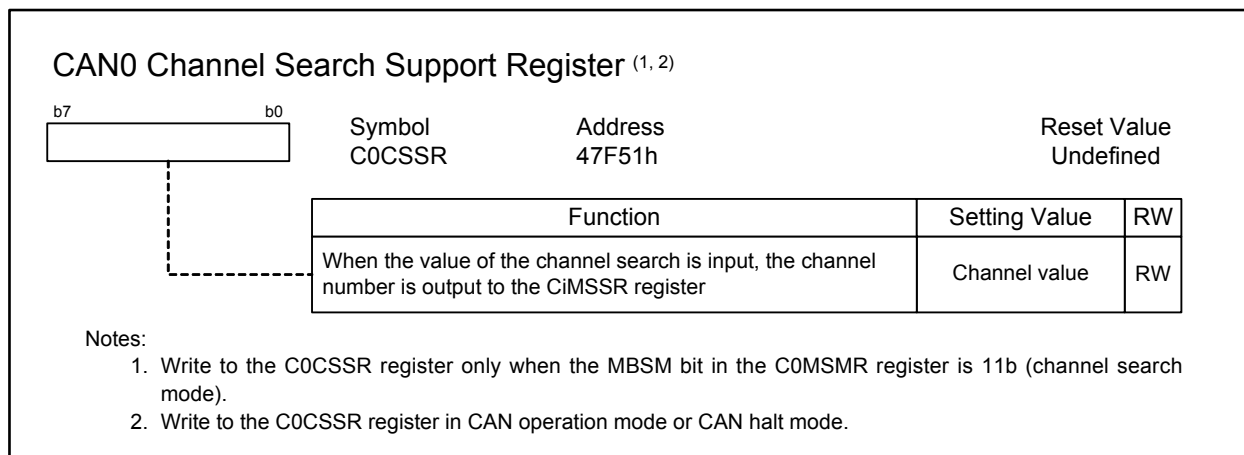 CAN0 Channel Search Support Register (1, 2)
b7 b0
Symbol Address Reset Value
C0CSSR 47F51h Undefined
Function Setting Value RW
When the value of the channel search is input, the channel
number is output to the CiMSSR register
Channel value RW
Notes:
1. Write to the C0CSSR register only when the MBSM bit in the C0MSMR register is 11b (channel search
mode).
2. Write to the C0CSSR register in CAN operation mode or CAN halt mode.